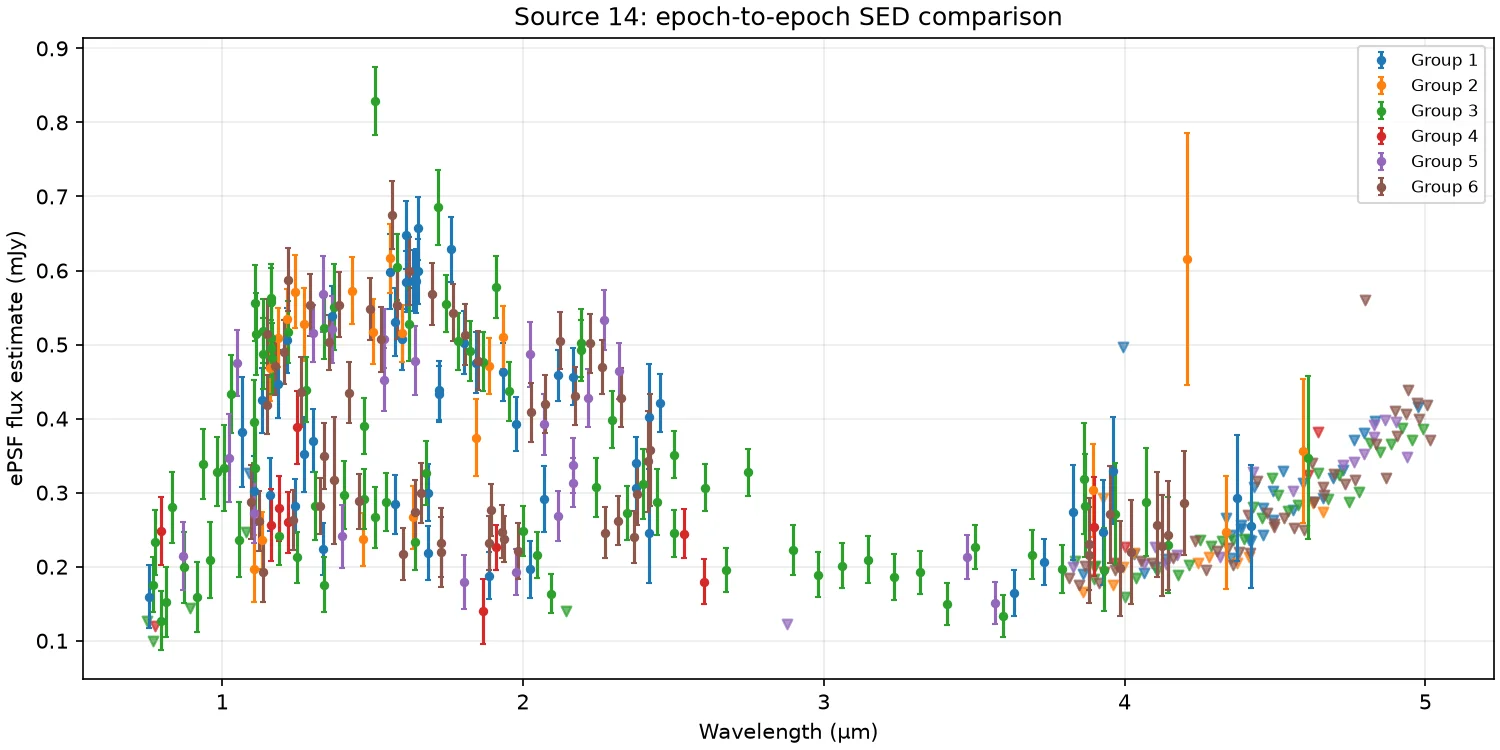 Source 14: epoch-to-epoch SED comparison
ePSF flux estimate (mJy)
0.9
0.8
0.7
0.6
0.5
0.4
0.3
0.2
0.1
Group 1
Group 2
Group 3
Group 4
Group 5
Group 6
1
2
3
4
5
Wavelength (µm)